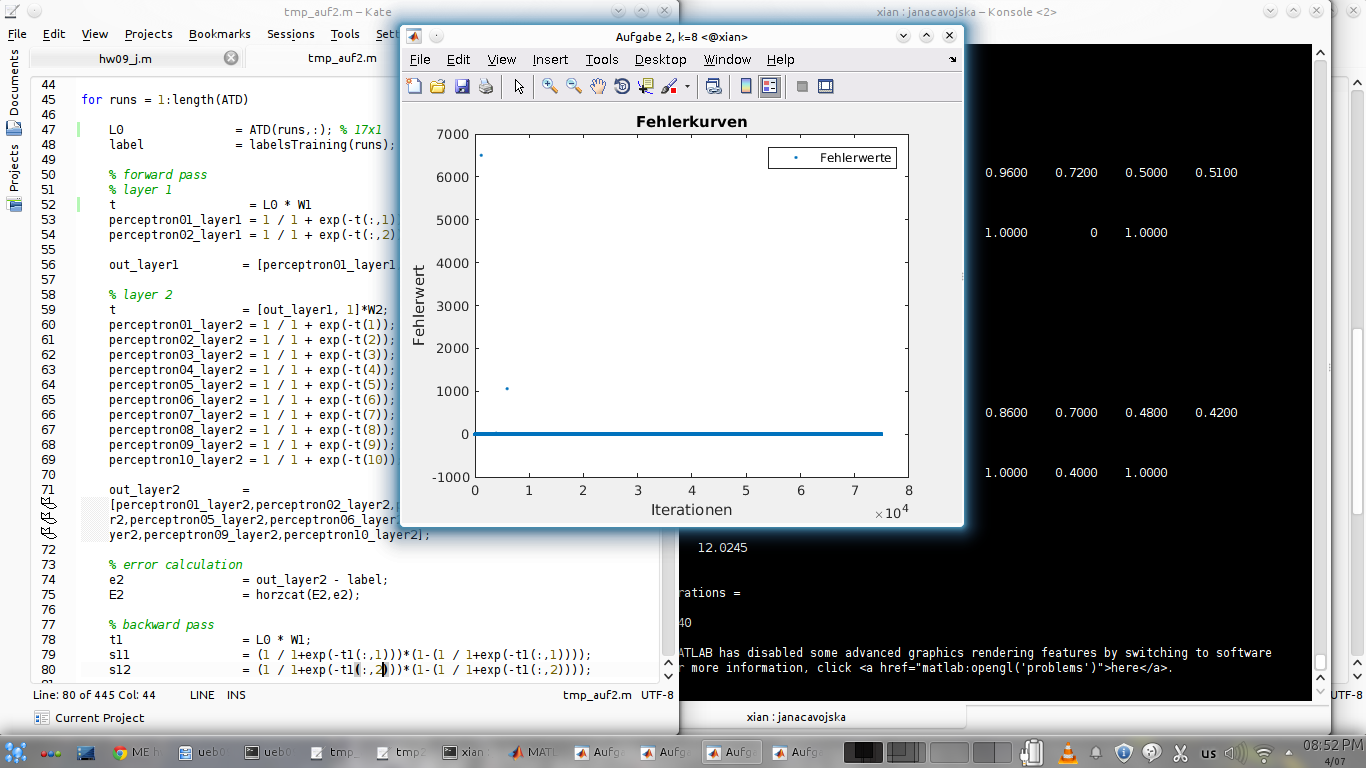 tmp_auf2.m – Kate
File Edit View Projects Bookmarks Sessions Tools
hw09_j.m
tmp_auf2.m
Documents
Projects
44
45 for runs = 1:length(ATD)
46
47 L0 = ATD(runs,:); % 17x1
48 label = labelsTraining(runs);
49
50 % forward pass
51 % layer 1
52 t = L0 * W1
53 perceptron01_layer1 = 1 / 1 + exp(-t(:,1)
54 perceptron02_layer1 = 1 / 1 + exp(-t(:,2)
55
56 out_layer1 = [perceptron01_layer1
57
58 % layer 2
59 t = [out_layer1, 1]*W2;
60 perceptron01_layer2 = 1 / 1 + exp(-t(1));
61 perceptron02_layer2 = 1 / 1 + exp(-t(2));
62 perceptron03_layer2 = 1 / 1 + exp(-t(3));
63 perceptron04_layer2 = 1 / 1 + exp(-t(4));
64 perceptron05_layer2 = 1 / 1 + exp(-t(5));
65 perceptron06_layer2 = 1 / 1 + exp(-t(6));
66 perceptron07_layer2 = 1 / 1 + exp(-t(7));
67 perceptron08_layer2 = 1 / 1 + exp(-t(8));
68 perceptron09_layer2 = 1 / 1 + exp(-t(9));
69 perceptron10_layer2 = 1 / 1 + exp(-t(10))
70
71 out_layer2 =
[perceptron01_layer2,perceptron02_layer2,
r2,perceptron05_layer2,perceptron06_layer
yer2,perceptron09_layer2,perceptron10_layer2];
72
73 % error calculation
74 e2 = out_layer2 - label;
75 E2 = horzcat(E2,e2);
76
77 % backward pass
78 t1 = L0 * W1;
79 s11 = (1 / 1+exp(-t1(:,1)))*(1-(1 / 1+exp(-t1(:,1))));
80 s12 = (1 / 1+exp(-t1(:,2)))*(1-(1 / 1+exp(-t1(:,2))));
Line: 80 of 445 Col: 44 LINE INS tmp_auf2.m UTF-8
Current Project
Aufgabe 2, k=8 <@xian>
File Edit View Insert Tools Desktop Window Help
Fehlerkurven
Fehlerwerte
7000
6000
5000
4000
3000
2000
1000
0
-1000
Fehlerwert
0 1 2 3 4 5 6 7 8
Iterationen
×10^4
xian : janacavojska – Konsole <2>
0.9600 0.7200 0.5000 0.5100
1.0000 0 1.0000
0.8600 0.7000 0.4800 0.4200
1.0000 0.4000 1.0000
12.0245
rations =
40
ATLAB has disabled some advanced graphics rendering features by switching to software
r more information, click <a href="matlab:opengl('problems')">here</a>.
xian : janacavojska
UTF-8
ME h ueb0 ueb0 tmp_ tmp2 xian MATL Aufg Aufg Aufg Aufg
us
08:52 PM
4/07